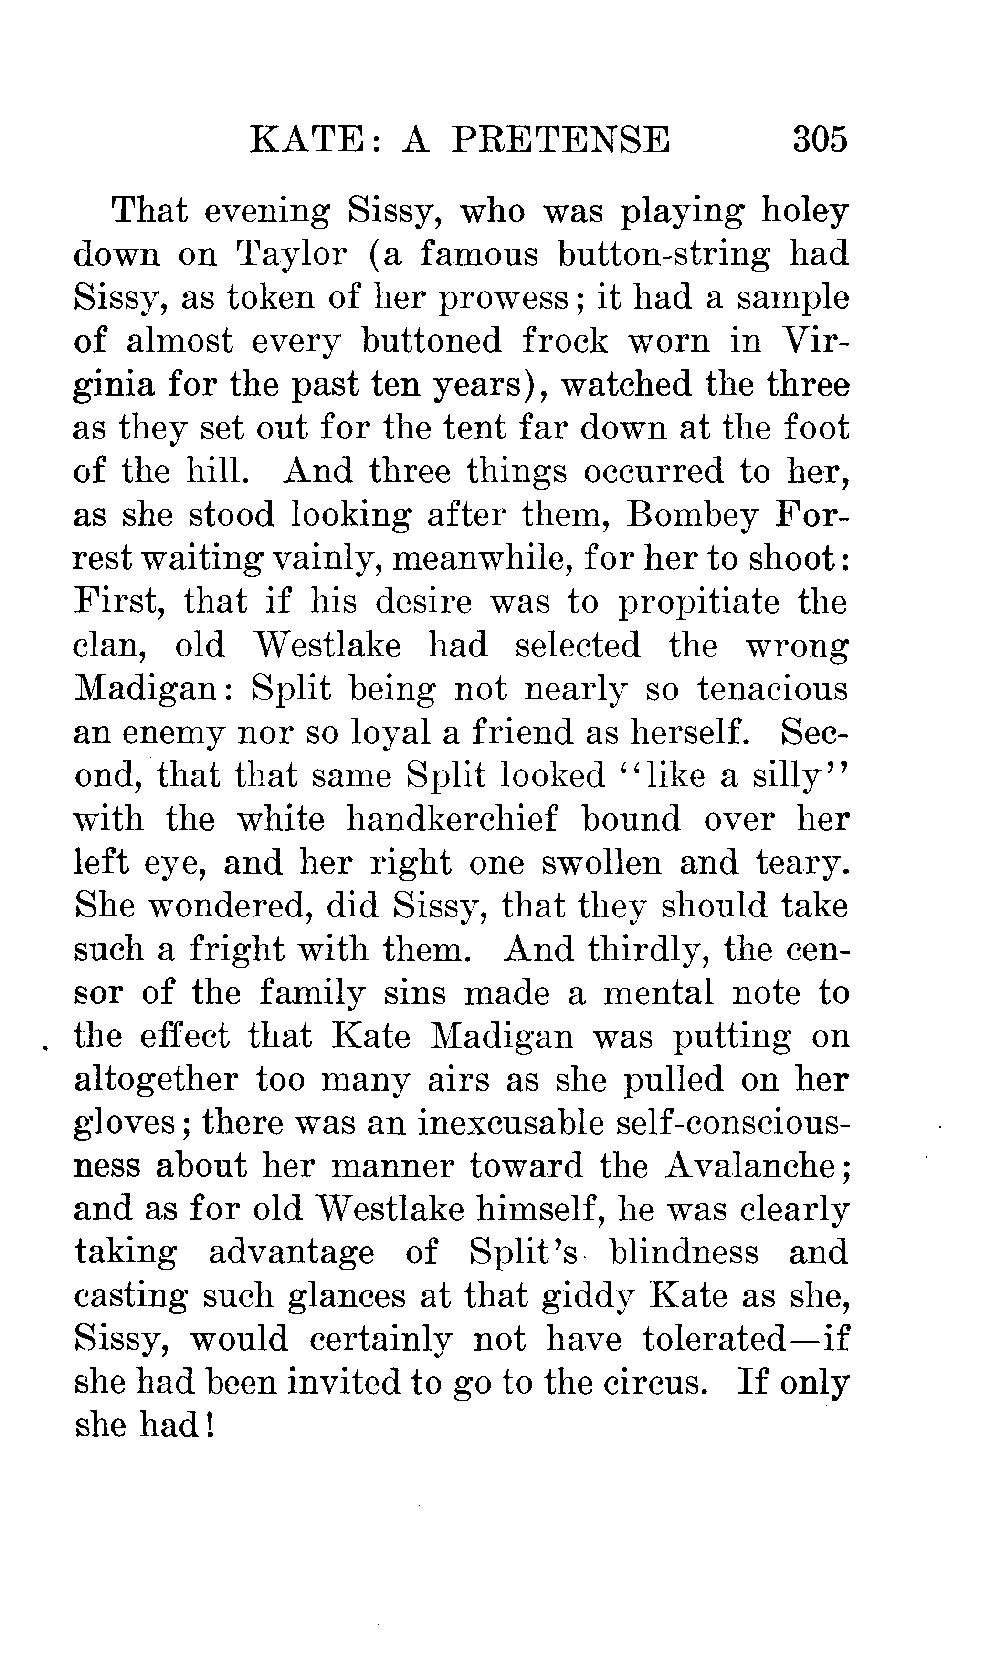 KATE: A PRETENSE 305
That evening Sissy, who was playing holey
down on Taylor (a famous button-string had
Sissy, as token of her prowess; it had a sample
of almost every buttoned frock worn in Vir-
ginia for the past ten years), watched the three
as they set out for the tent far down at the foot
of the hill. And three things occurred to her,
as she stood looking after them, Bombey For-
rest waiting vainly, meanwhile, for her to shoot:
First, that if his desire was to propitiate the
clan, old Westlake had selected the wrong
Madigan: Split being not nearly so tenacious
an enemy nor so loyal a friend as herself. Sec-
ond, that that same Split looked "like a silly"
with the white handkerchief bound over her
left eye, and her right one swollen and teary.
She wondered, did Sissy, that they should take
such a fright with them. And thirdly, the cen-
sor of the family sins made a mental note to
the effect that Kate Madigan was putting on
altogether too many airs as she pulled on her
gloves; there was an inexcusable self-conscious-
ness about her manner toward the Avalanche;
and as for old Westlake himself, he was clearly
taking advantage of Split's blindness and
casting such glances at that giddy Kate as she,
Sissy, would certainly not have tolerated—if
she had been invited to go to the circus. If only
she had!